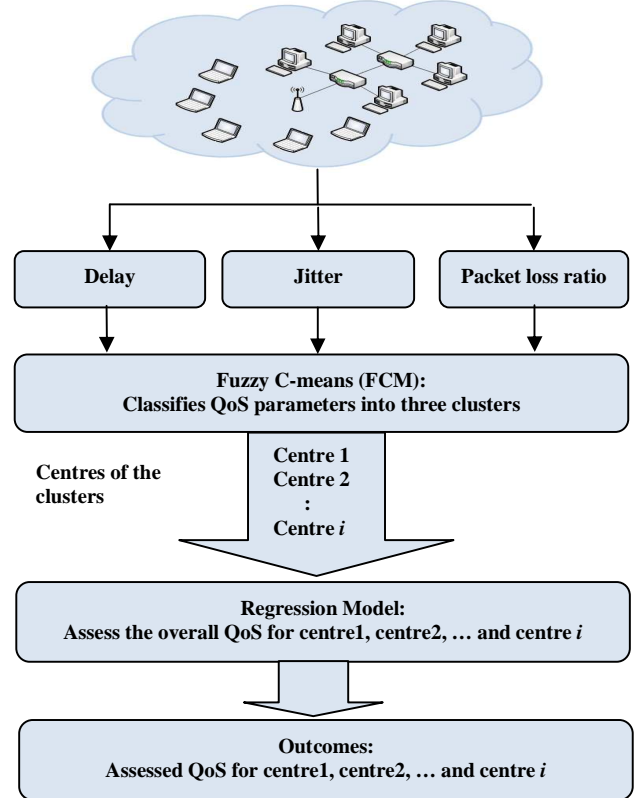 Delay
Jitter
Packet loss ratio
Fuzzy C-means (FCM):
Classifies QoS parameters into three clusters
Centres of the
clusters
Centre 1
Centre 2
:
Centre i
Regression Model:
Assess the overall QoS for centre1, centre2, … and centre i
Outcomes:
Assessed QoS for centre1, centre2, … and centre i